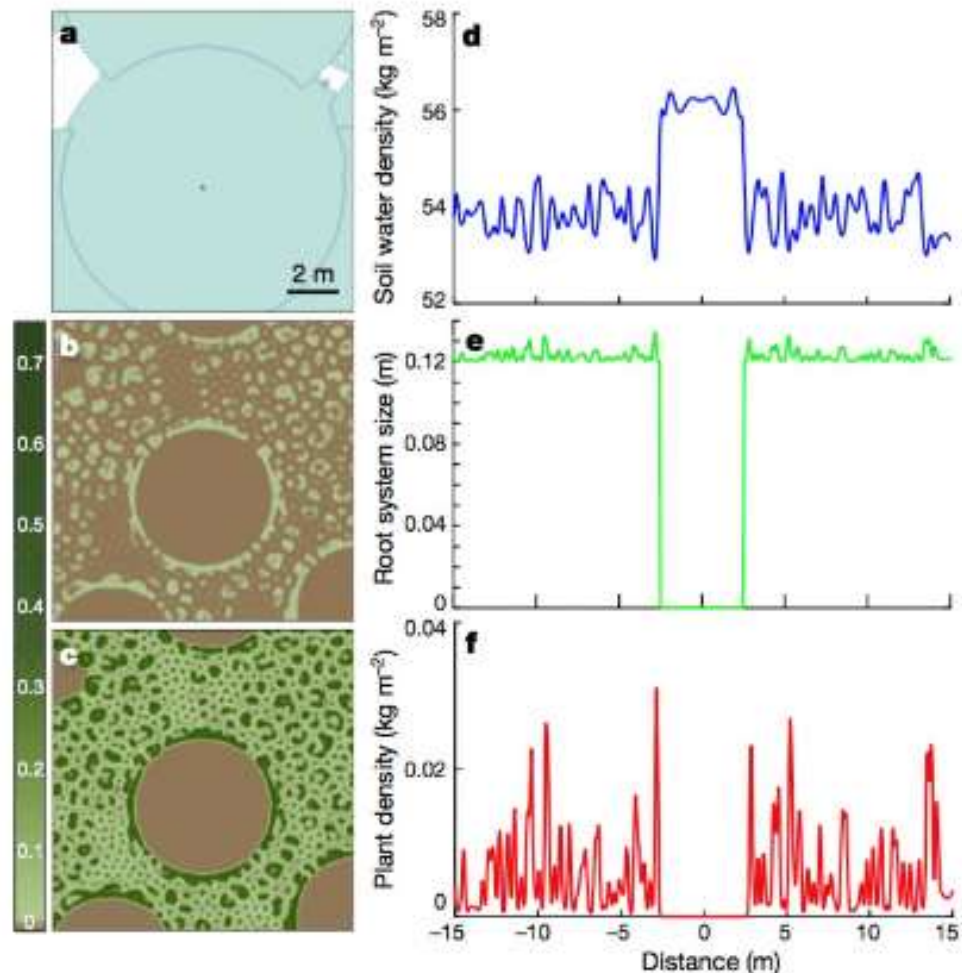 a
2 m
b
0.7
0.6
0.5
0.4
c
0.3
0.2
0.1
0
d
Soil water density (kg m⁻²)
58
56
54
52
e
Root system size (m)
0.12
0.08
0.04
0
f
Plant density (kg m⁻²)
0.04
0.02
0
−15
−10
−5
0
5
10
15
Distance (m)